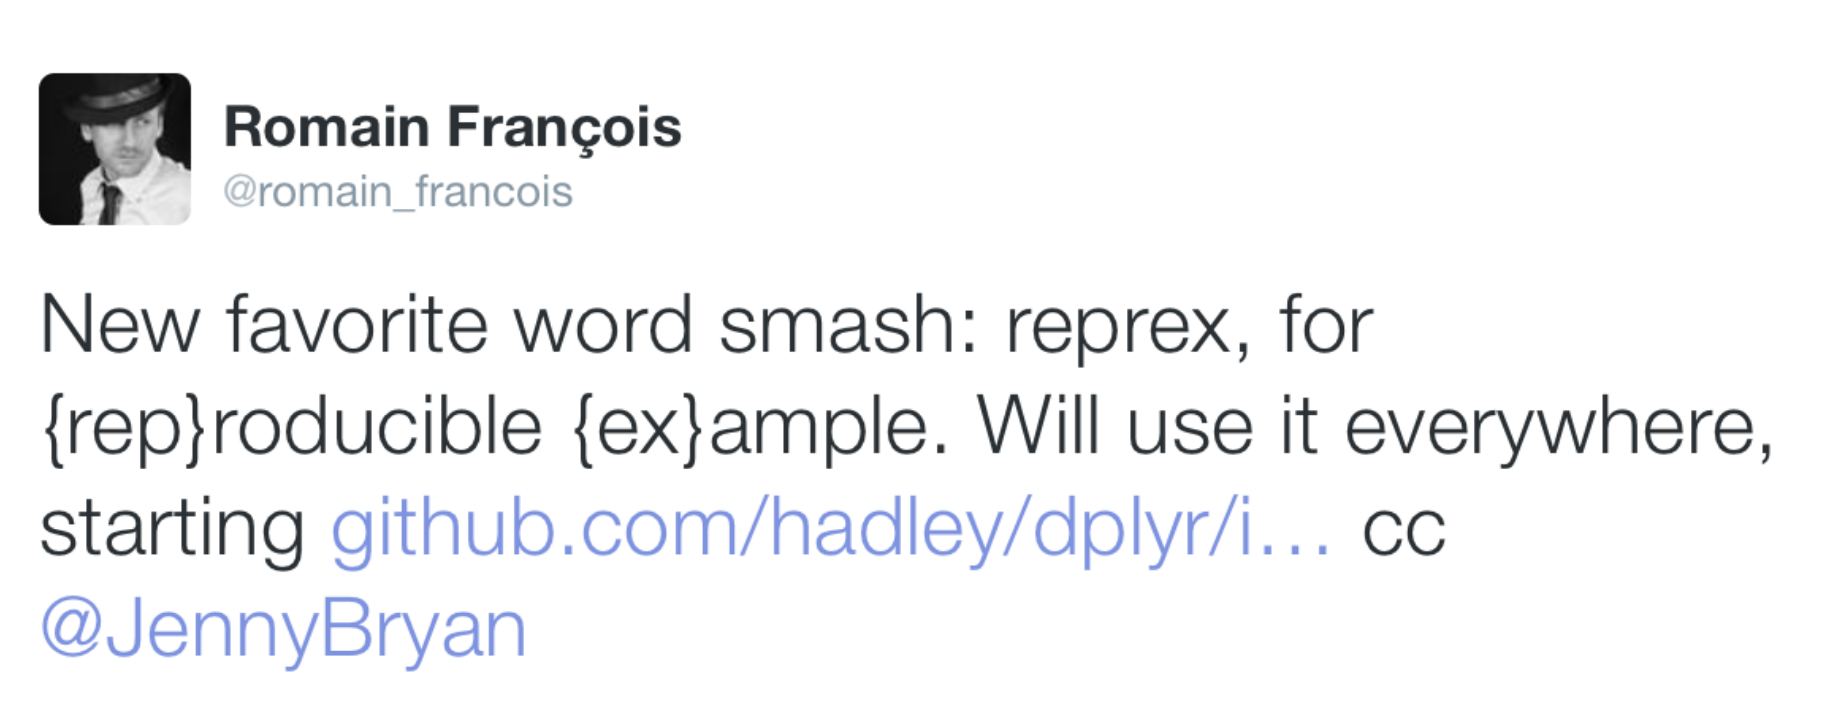 Romain François
@romain_francois
New favorite word smash: reprex, for
{rep}roducible {ex}ample. Will use it everywhere,
starting github.com/hadley/dplyr/i… cc
@JennyBryan